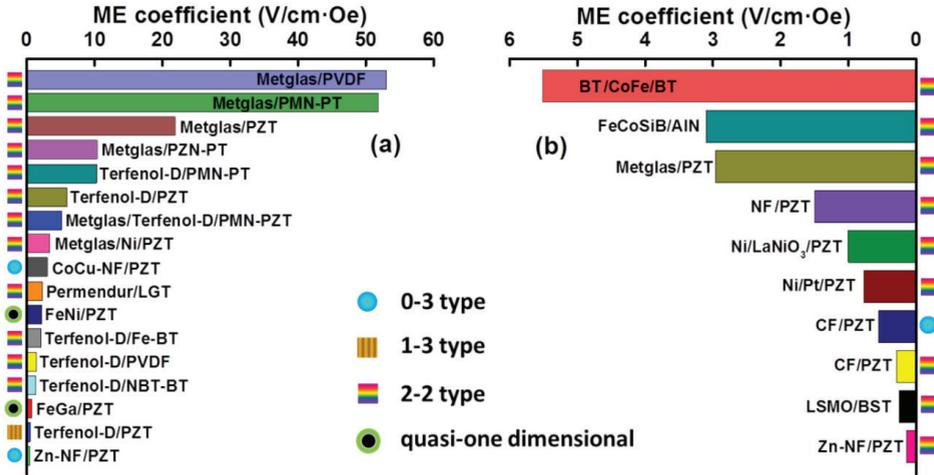 ME coefficient (V/cm·Oe)
0 10 20 30 40 50 60
Metglas/PVDF
Metglas/PMN-PT
Metglas/PZT
Metglas/PZN-PT
Terfenol-D/PMN-PT
Terfenol-D/PZT
Metglas/Terfenol-D/PMN-PZT
Metglas/Ni/PZT
CoCu-NF/PZT
Permendur/LGT
FeNi/PZT
Terfenol-D/Fe-BT
Terfenol-D/PVDF
Terfenol-D/NBT-BT
FeGa/PZT
Terfenol-D/PZT
Zn-NF/PZT
(a)
0-3 type
1-3 type
2-2 type
quasi-one dimensional
ME coefficient (V/cm·Oe)
6 5 4 3 2 1 0
BT/CoFe/BT
FeCoSiB/AlN
Metglas/PZT
NF/PZT
Ni/LaNiO₃/PZT
Ni/Pt/PZT
CF/PZT
CF/PZT
LSMO/BST
Zn-NF/PZT
(b)